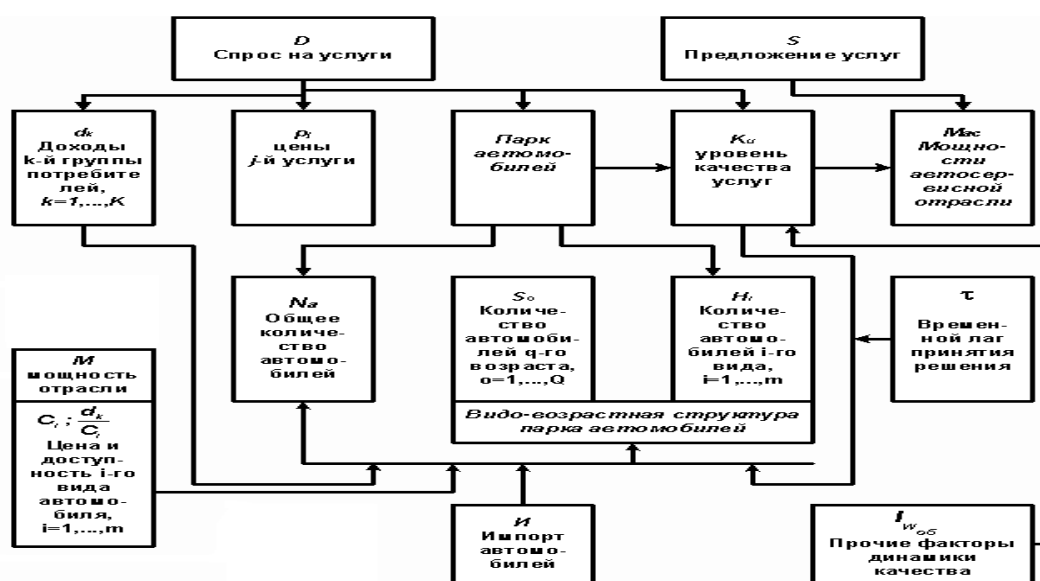 D
Спрос на услуги
S
Предложение услуг
dk
Доходы
k-й группы
потребите
лей,
k=1,...,K
Pj
цены
j-й услуги
Парк
автомо-
билей
Ku
уровень
качества
услуг
Mac
Мощно-
сти
автосер-
висной
отрасли
Na
Общее
количе-
ство
автомо-
билей
So
Количе-
ство
автомоби-
лей q-го
возраста,
o=1,...,Q
Hi
Количе-
ство
автомо-
билей i-го
вида,
i=1,...,m
Видо-возрастная структура
парка автомобилей
τ
Времен-
ной лаг
принятия
решения
M
мощность
отрасли
Ci ; dk/Ci
Цена и
доступ-
ность i-го
вида
автомо-
биля,
i=1,...,m
И
Импорт
автомо-
билей
IWоб
Прочие факторы
динамики
качества